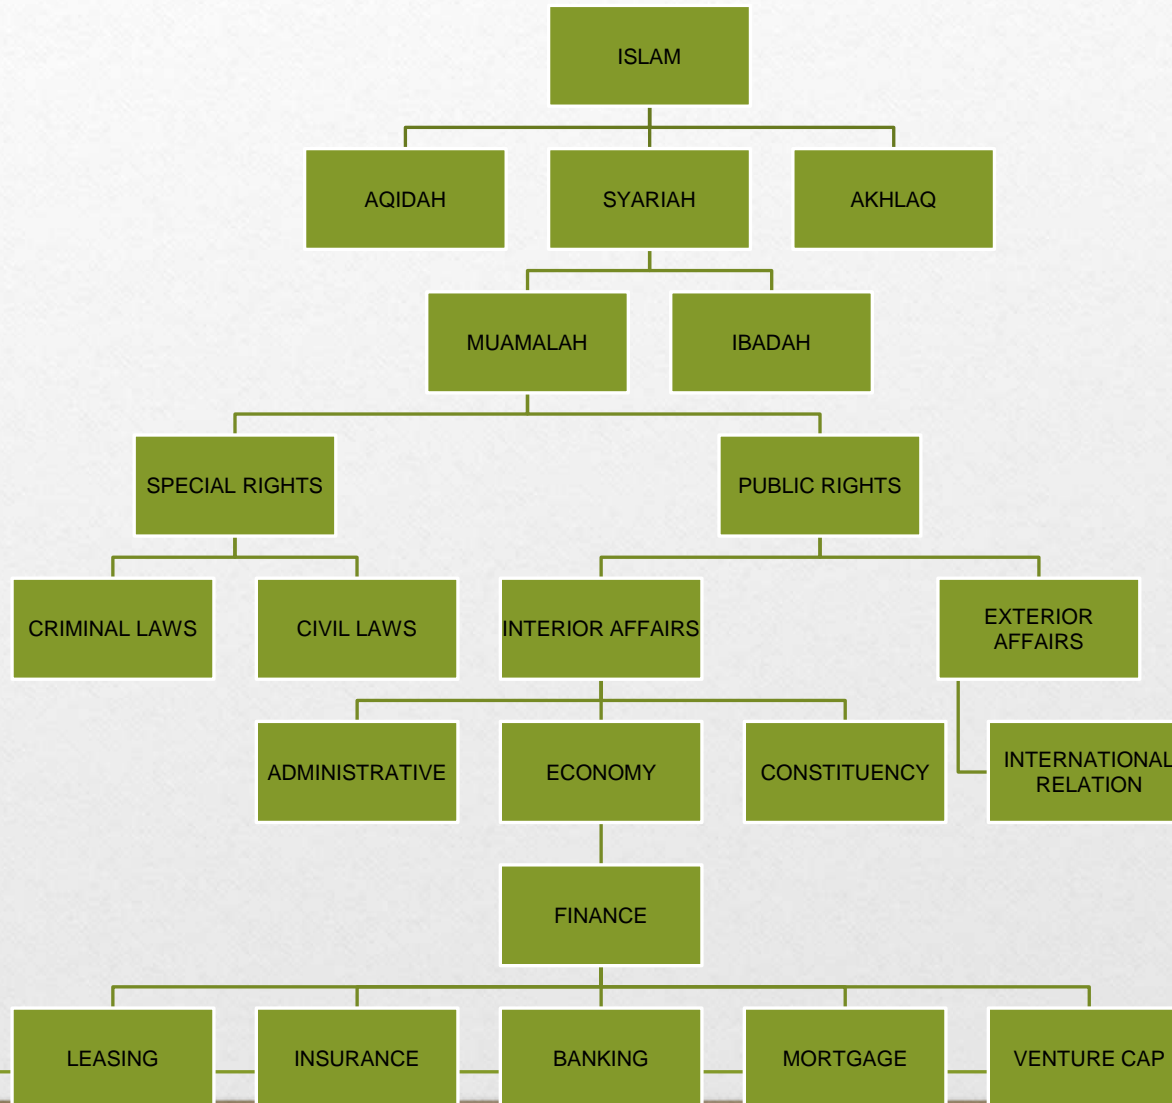 ISLAM
AQIDAH
SYARIAH
AKHLAQ
MUAMALAH
IBADAH
SPECIAL RIGHTS
PUBLIC RIGHTS
CRIMINAL LAWS
CIVIL LAWS
INTERIOR AFFAIRS
EXTERIOR
AFFAIRS
ADMINISTRATIVE
ECONOMY
CONSTITUENCY
INTERNATIONAL
RELATION
FINANCE
LEASING
INSURANCE
BANKING
MORTGAGE
VENTURE CAP